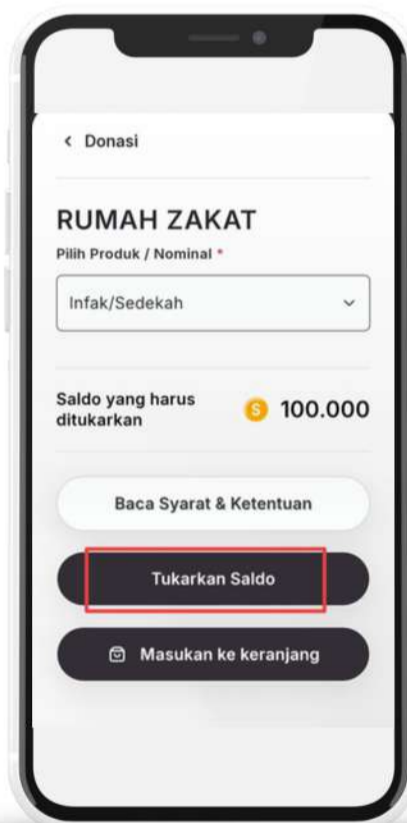 Donasi
RUMAH ZAKAT
Pilih Produk / Nominal *
Infak/Sedekah
Saldo yang harus
ditukarkan
S 100.000
Baca Syarat & Ketentuan
Tukarkan Saldo
Masukan ke keranjang